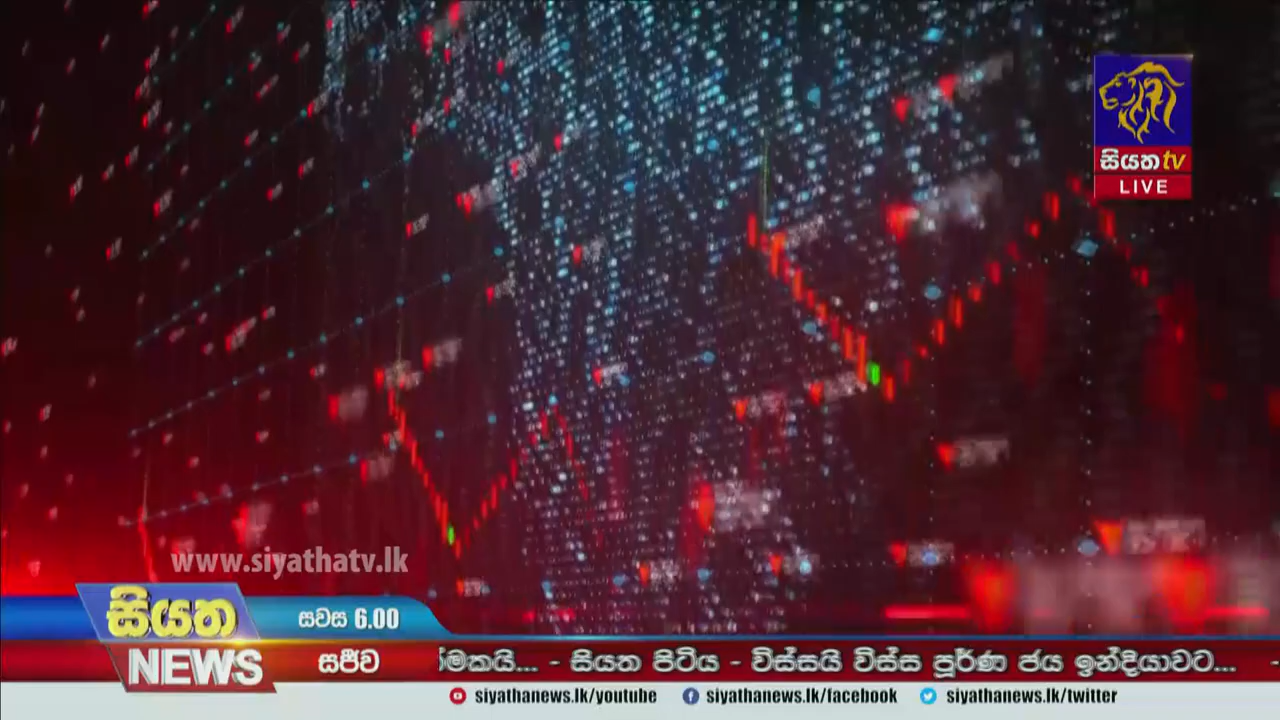 සියත tv
LIVE
www.siyathatv.lk
සියත
සවස 6.00
NEWS
සජීව
- සියත පිටිය - විස්සයි විස්ස පූර්ණ ජය ඉන්දියාවට... -
siyathanews.lk/youtube siyathanews.lk/facebook siyathanews.lk/twitter